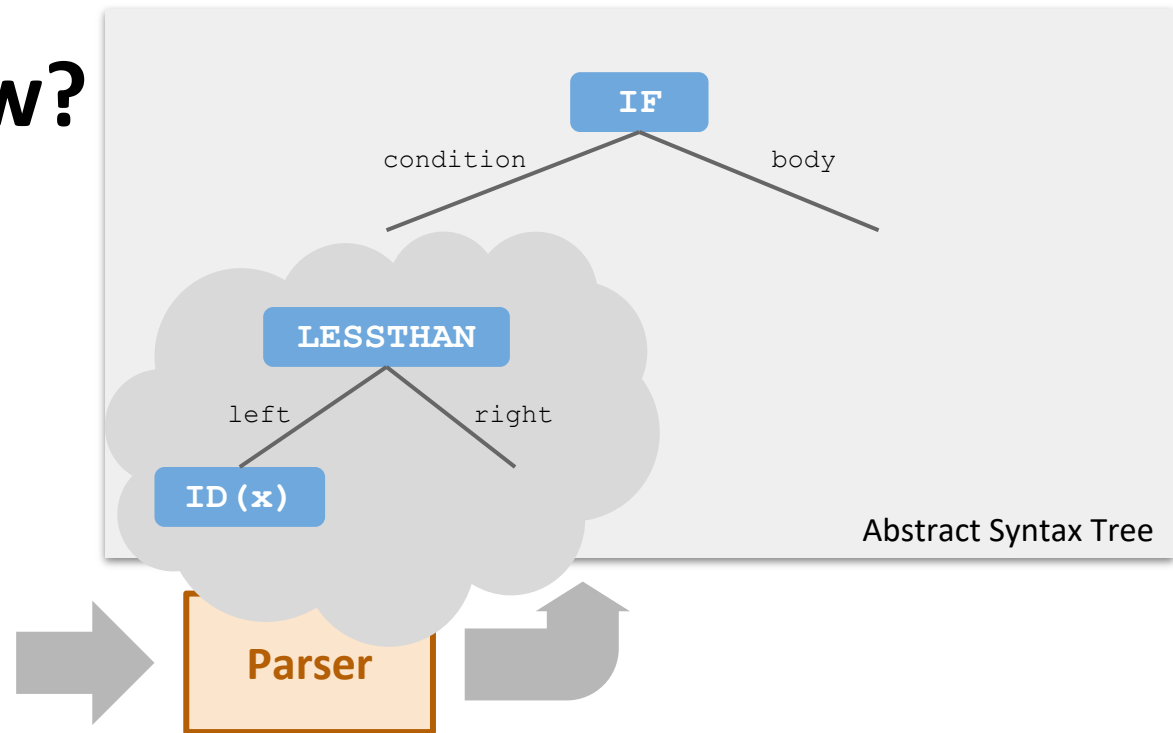 w?
IF
condition
body
LESSTHAN
left
right
ID(x)
Abstract Syntax Tree
Parser